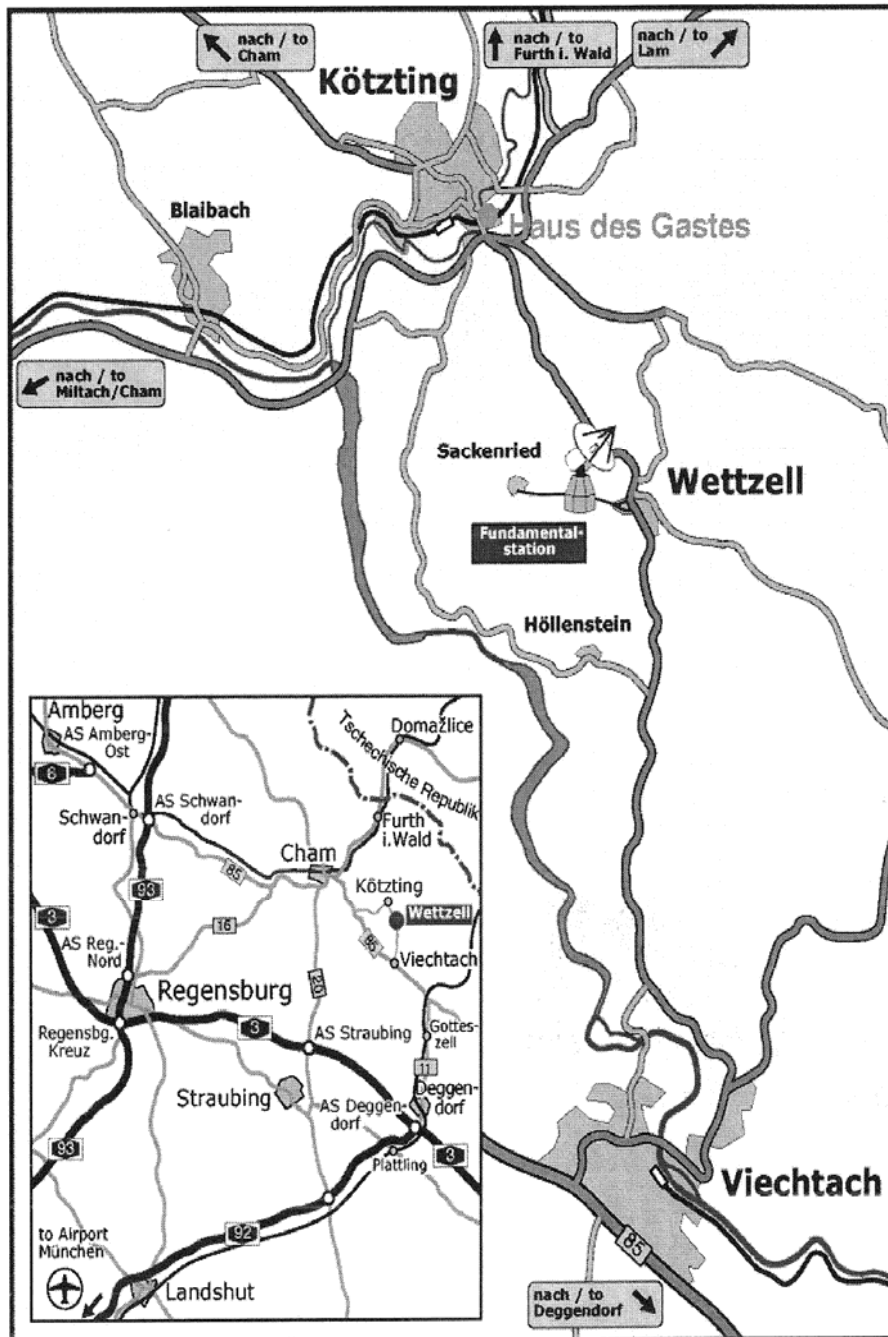 nach / to
Cham
nach / to
Furth i. Wald
nach / to
Lam
Kötzting
Blaibach
Haus des Gastes
nach / to
Miltach/Cham
Sackenried
Wettzell
Fundamental-
station
Höllenstein
Amberg
AS Amberg-
Ost
Domažlice
Tschechische Republik
6
AS Schwan-
dorf
Schwan-
dorf
Furth
i.Wald
Cham
85
93
Kötzting
3
16
Wettzell
AS Reg.-
Nord
85
Viechtach
Regensburg
20
Regensbg.
Kreuz
3
AS Straubing
Gottes-
zell
11
Straubing
Deggen-
dorf
AS Deggen-
dorf
93
Plattling
3
Viechtach
to Airport
München
92
85
Landshut
nach / to
Deggendorf